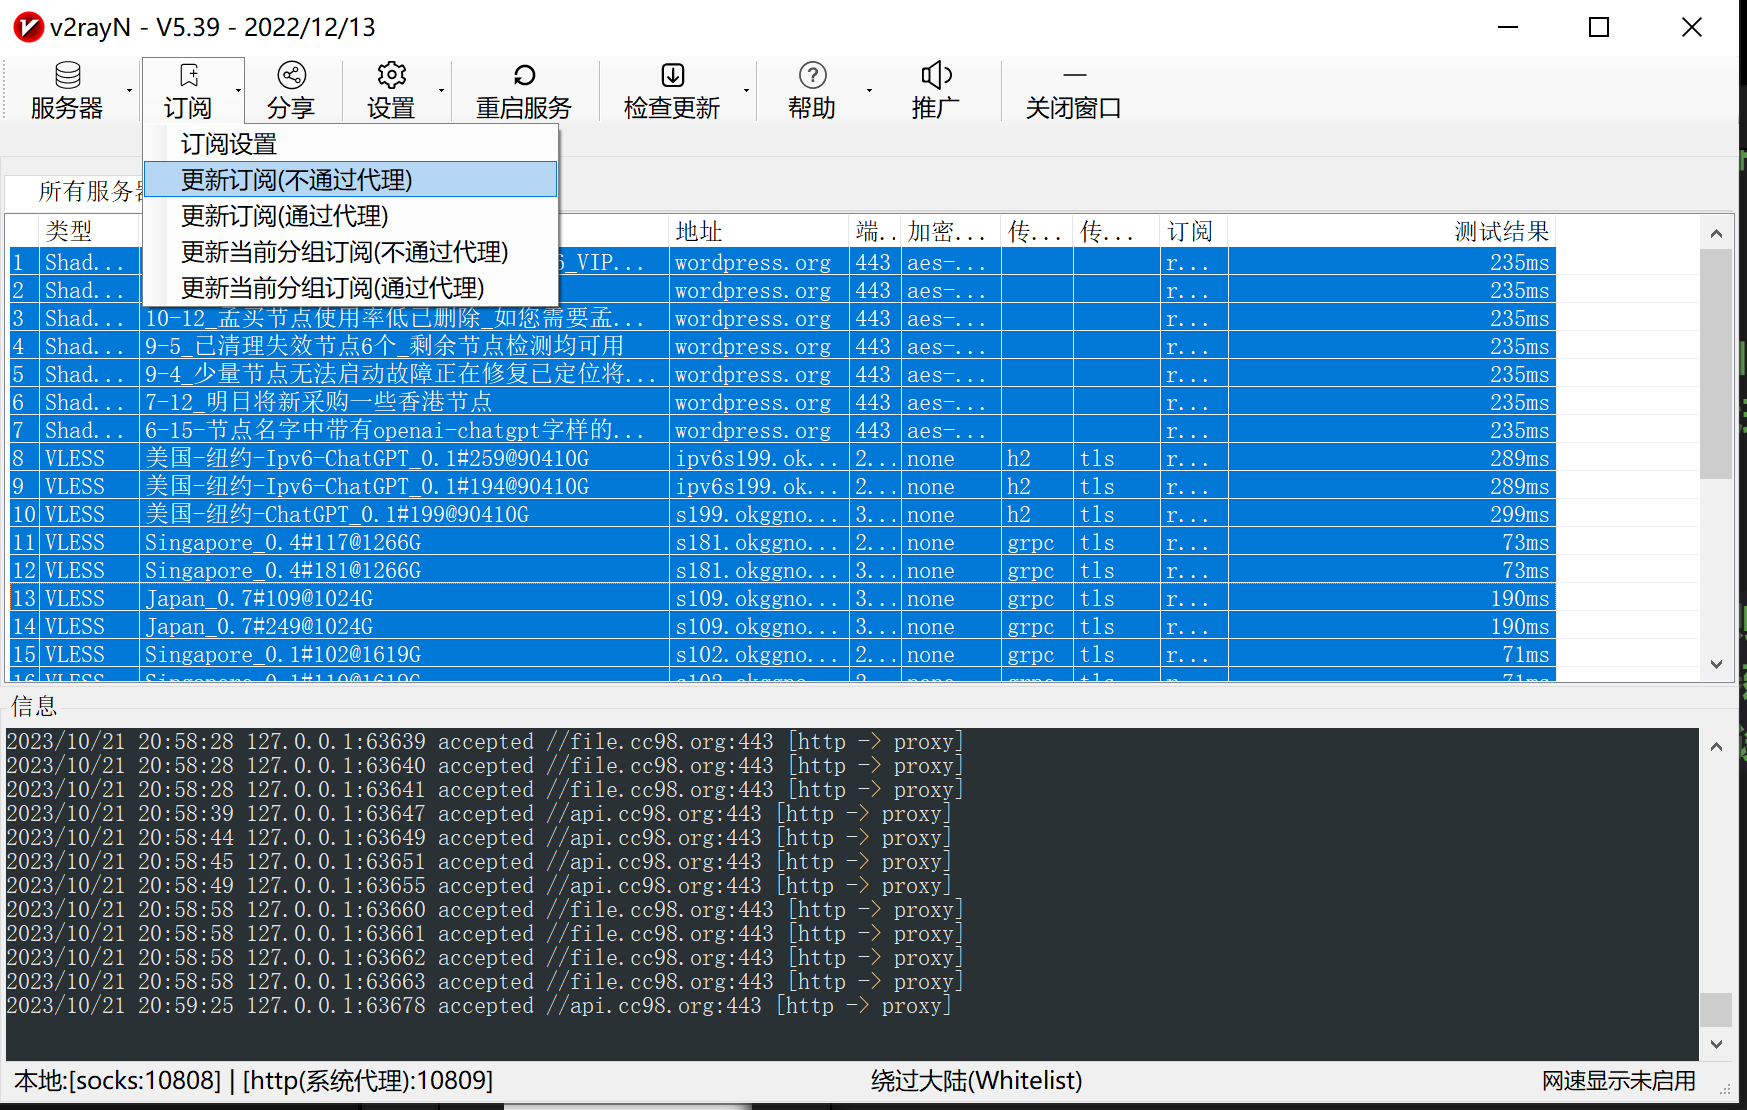 v2rayN - V5.39 - 2022/12/13
服务器 订阅 分享 设置 重启服务 检查更新 帮助 推广 关闭窗口
订阅设置
更新订阅(不通过代理)
更新订阅(通过代理)
更新当前分组订阅(不通过代理)
更新当前分组订阅(通过代理)
所有服务
类型 地址 端.. 加密... 传... 传... 订阅 测试结果
1 Shad... _VIP... wordpress.org 443 aes-... r... 235ms
2 Shad... wordpress.org 443 aes-... r... 235ms
3 Shad... 10-12_孟买节点使用率低已删除_如您需要孟... wordpress.org 443 aes-... r... 235ms
4 Shad... 9-5_已清理失效节点6个_剩余节点检测均可用 wordpress.org 443 aes-... r... 235ms
5 Shad... 9-4_少量节点无法启动故障正在修复已定位将... wordpress.org 443 aes-... r... 235ms
6 Shad... 7-12_明日将新采购一些香港节点 wordpress.org 443 aes-... r... 235ms
7 Shad... 6-15-节点名字中带有openai-chatgpt字样的... wordpress.org 443 aes-... r... 235ms
8 VLESS 美国-纽约-Ipv6-ChatGPT_0.1#259@90410G ipv6s199.ok... 2... none h2 tls r... 289ms
9 VLESS 美国-纽约-Ipv6-ChatGPT_0.1#194@90410G ipv6s199.ok... 2... none h2 tls r... 289ms
10 VLESS 美国-纽约-ChatGPT_0.1#199@90410G s199.okggno... 3... none h2 tls r... 299ms
11 VLESS Singapore_0.4#117@1266G s181.okggno... 2... none grpc tls r... 73ms
12 VLESS Singapore_0.4#181@1266G s181.okggno... 3... none grpc tls r... 73ms
13 VLESS Japan_0.7#109@1024G s109.okggno... 3... none grpc tls r... 190ms
14 VLESS Japan_0.7#249@1024G s109.okggno... 3... none grpc tls r... 190ms
15 VLESS Singapore_0.1#102@1619G s102.okggno... 2... none grpc tls r... 71ms
16 VLESS Singapore_0.1#110@1619G s102.okggno... 2... none grpc tls r... 71ms
信息
2023/10/21 20:58:28 127.0.0.1:63639 accepted //file.cc98.org:443 [http -> proxy]
2023/10/21 20:58:28 127.0.0.1:63640 accepted //file.cc98.org:443 [http -> proxy]
2023/10/21 20:58:28 127.0.0.1:63641 accepted //file.cc98.org:443 [http -> proxy]
2023/10/21 20:58:39 127.0.0.1:63647 accepted //api.cc98.org:443 [http -> proxy]
2023/10/21 20:58:44 127.0.0.1:63649 accepted //api.cc98.org:443 [http -> proxy]
2023/10/21 20:58:45 127.0.0.1:63651 accepted //api.cc98.org:443 [http -> proxy]
2023/10/21 20:58:49 127.0.0.1:63655 accepted //api.cc98.org:443 [http -> proxy]
2023/10/21 20:58:58 127.0.0.1:63660 accepted //file.cc98.org:443 [http -> proxy]
2023/10/21 20:58:58 127.0.0.1:63661 accepted //file.cc98.org:443 [http -> proxy]
2023/10/21 20:58:58 127.0.0.1:63662 accepted //file.cc98.org:443 [http -> proxy]
2023/10/21 20:58:58 127.0.0.1:63663 accepted //file.cc98.org:443 [http -> proxy]
2023/10/21 20:59:25 127.0.0.1:63678 accepted //api.cc98.org:443 [http -> proxy]
本地:[socks:10808] | [http(系统代理):10809] 绕过大陆(Whitelist) 网速显示未启用